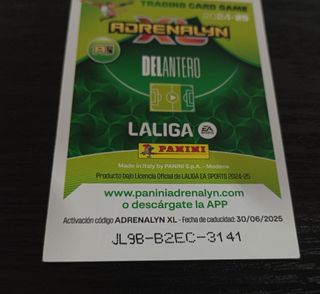 TRADING CARD GAME
2024-25
ADRENALYN
XL
DELANTERO
LALIGA
EA SPORTS
PANINI
Made in Italy by PANINI S.p.A. - Modena
Producto bajo Licencia Oficial de LALIGA EA SPORTS 2024-25
www.paniniadrenalyn.com
o descárgate la APP
Activación código ADRENALYN XL - Fecha de caducidad: 30/06/2025
JL9B-B2EC-3141